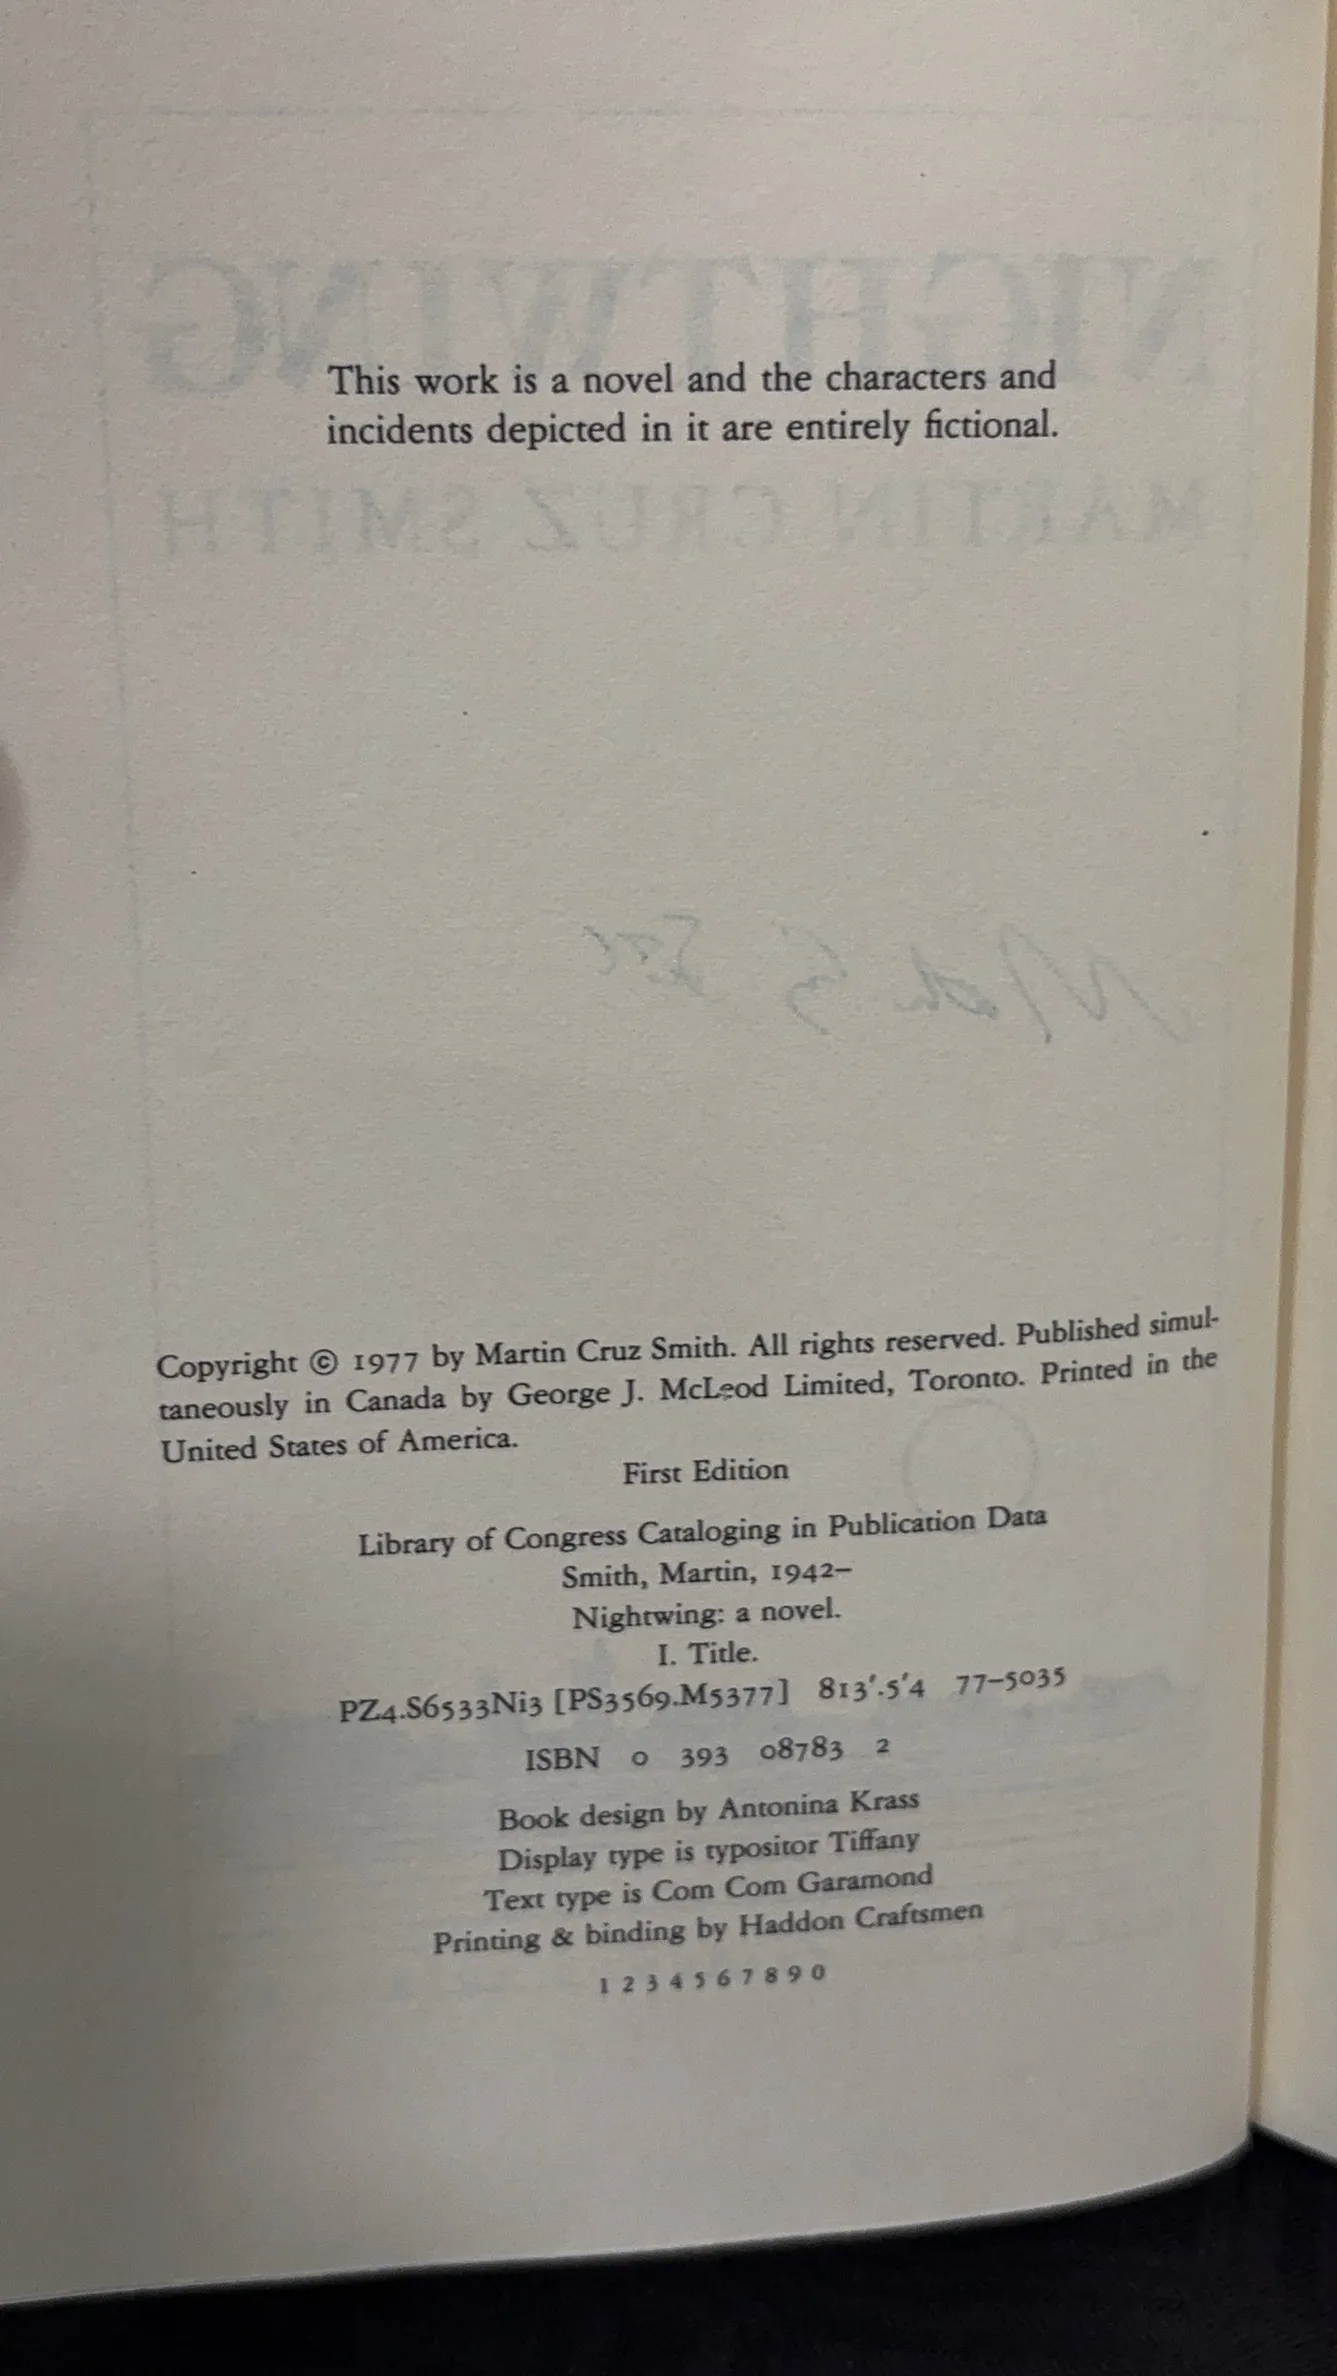 NIGHTWING
This work is a novel and the characters and
incidents depicted in it are entirely fictional.
MARTIN CRUZ SMITH
Copyright © 1977 by Martin Cruz Smith. All rights reserved. Published simul-
taneously in Canada by George J. McLeod Limited, Toronto. Printed in the
United States of America.
First Edition
Library of Congress Cataloging in Publication Data
Smith, Martin, 1942–
Nightwing: a novel.
I. Title.
PZ4.S6533Ni3 [PS3569.M5377] 813'.5'4 77–5035
ISBN 0 393 08783 2
Book design by Antonina Krass
Display type is typositor Tiffany
Text type is Com Com Garamond
Printing & binding by Haddon Craftsmen
1 2 3 4 5 6 7 8 9 0